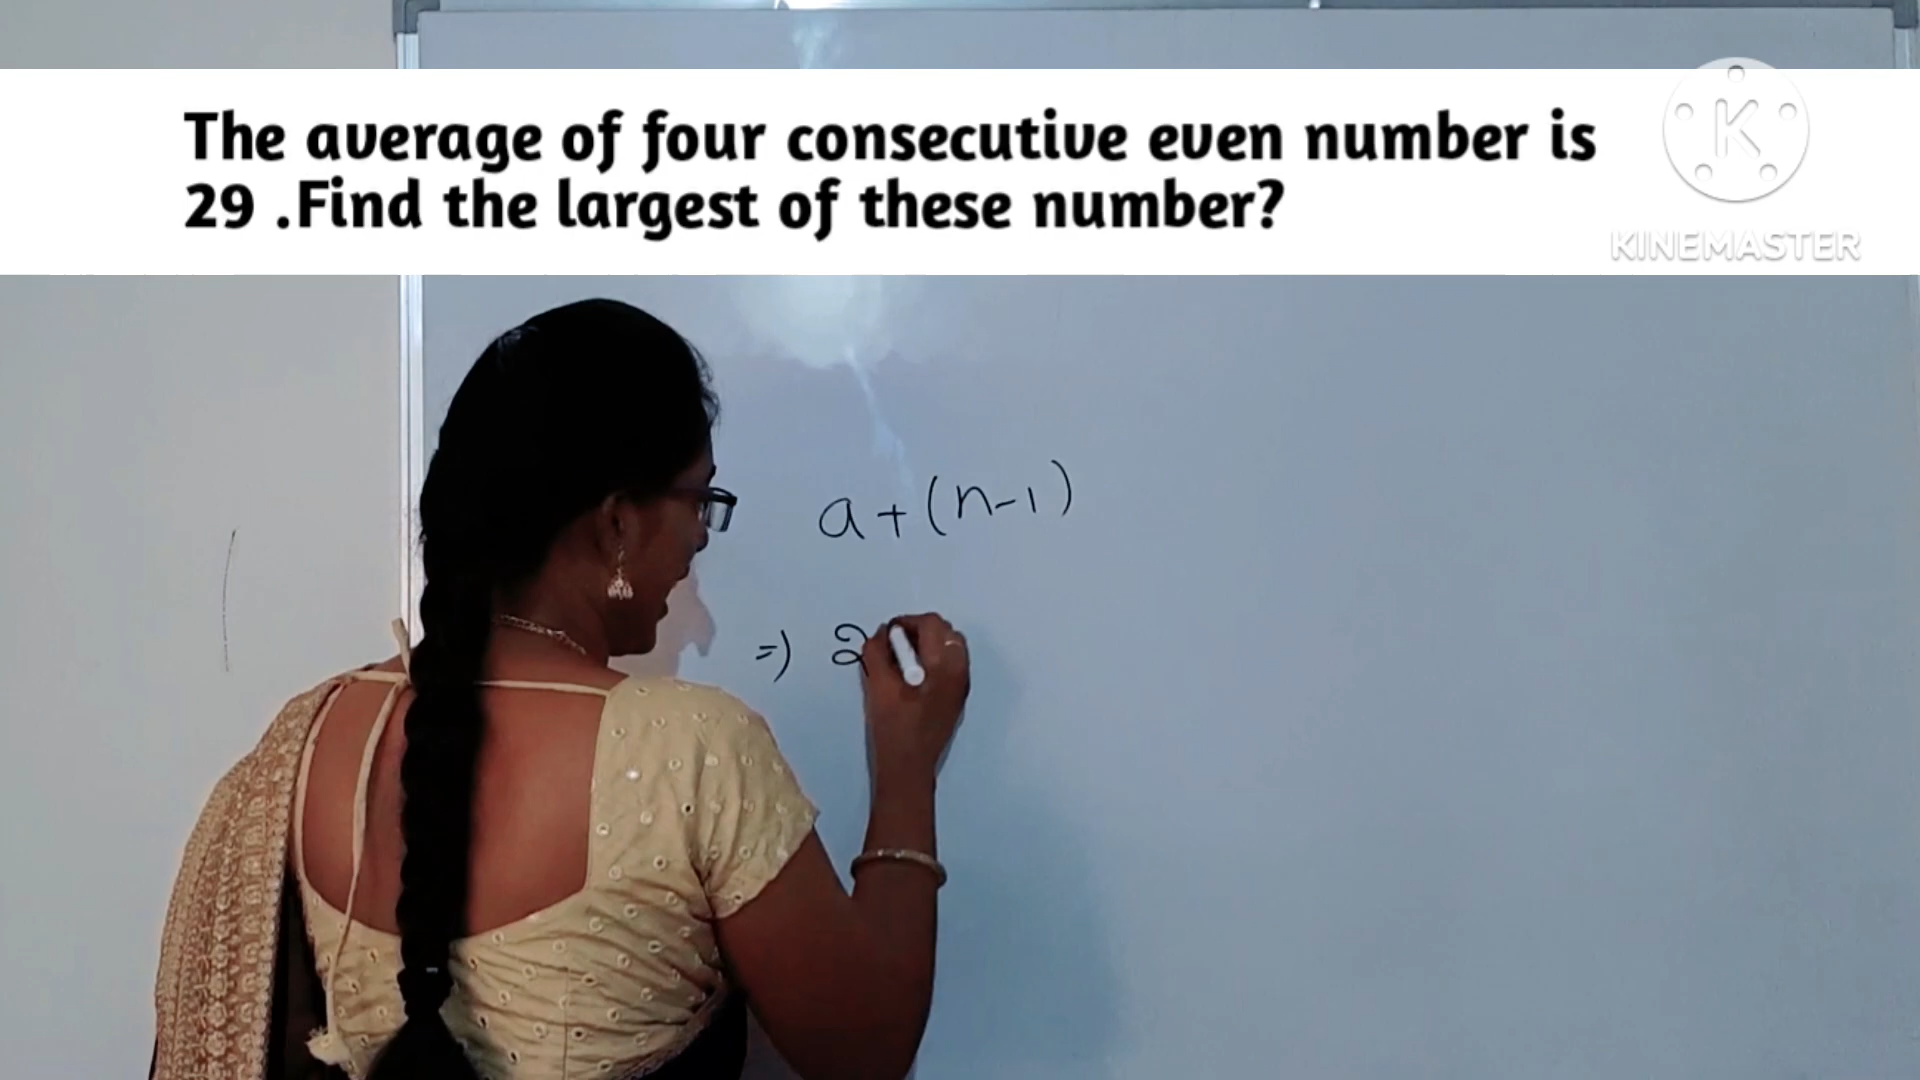 The average of four consecutive even number is
29 .Find the largest of these number?
KINEMASTER
a+(n-1)
=) 2